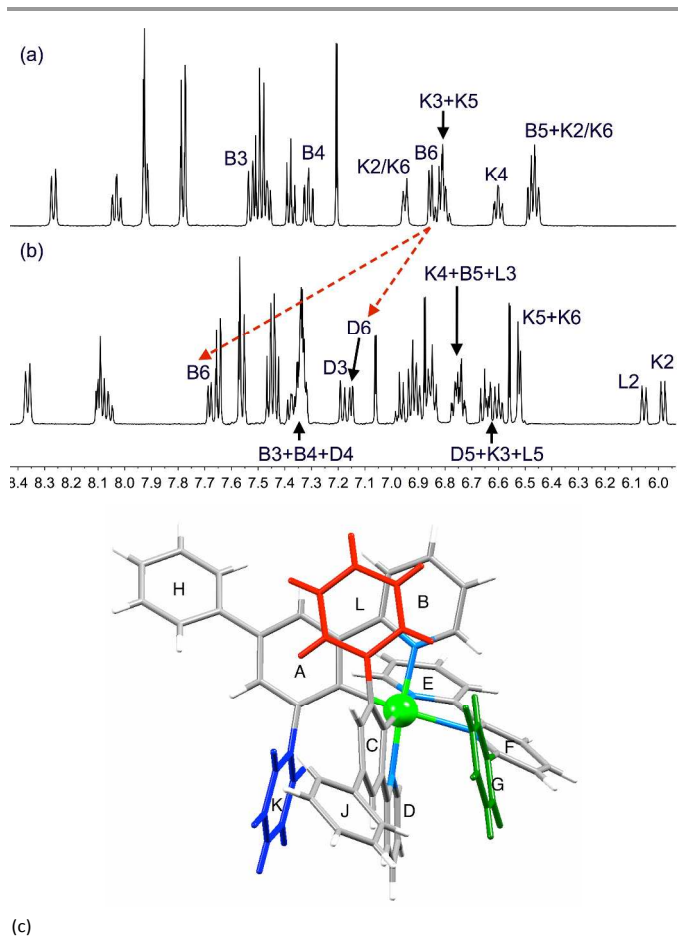 (a)
K3+K5
B3
B4
K2/K6
B6
K4
B5+K2/K6
(b)
K4+B5+L3
B6
D3
D6
K5+K6
L2
K2
B3+B4+D4
D5+K3+L5
8.4 8.3 8.2 8.1 8.0 7.9 7.8 7.7 7.6 7.5 7.4 7.3 7.2 7.1 7.0 6.9 6.8 6.7 6.6 6.5 6.4 6.3 6.2 6.1 6.0
H
L
B
A
E
C
F
G
K
J
D
(c)